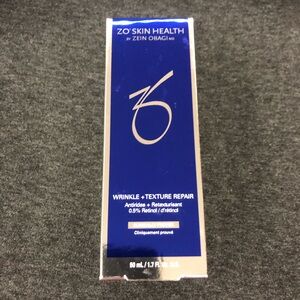 ZO® SKIN HEALTH
BY ZEIN OBAGI MD
WRINKLE + TEXTURE REPAIR
Antirides + Retexturisant
0.5% Retinol / d'rétinol
Cliniquement prouvé
50 mL / 1.7 Fl. Oz.